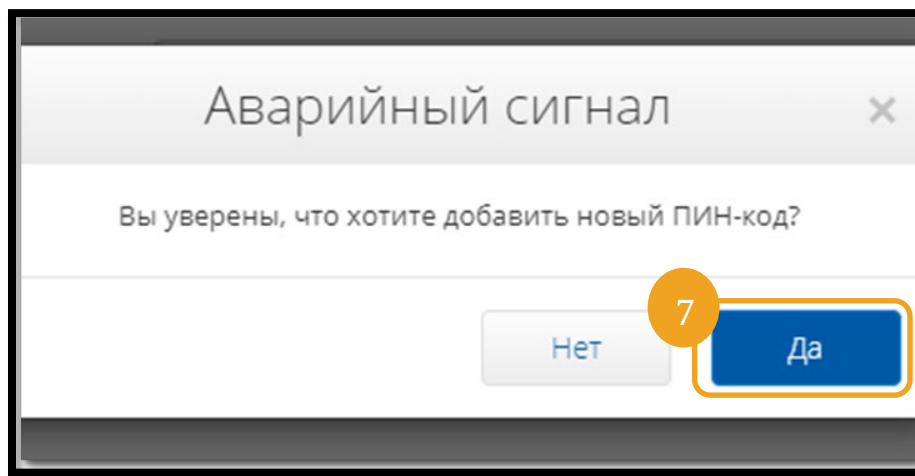 Аварийный сигнал
Вы уверены, что хотите добавить новый ПИН-код?
7
Нет Да